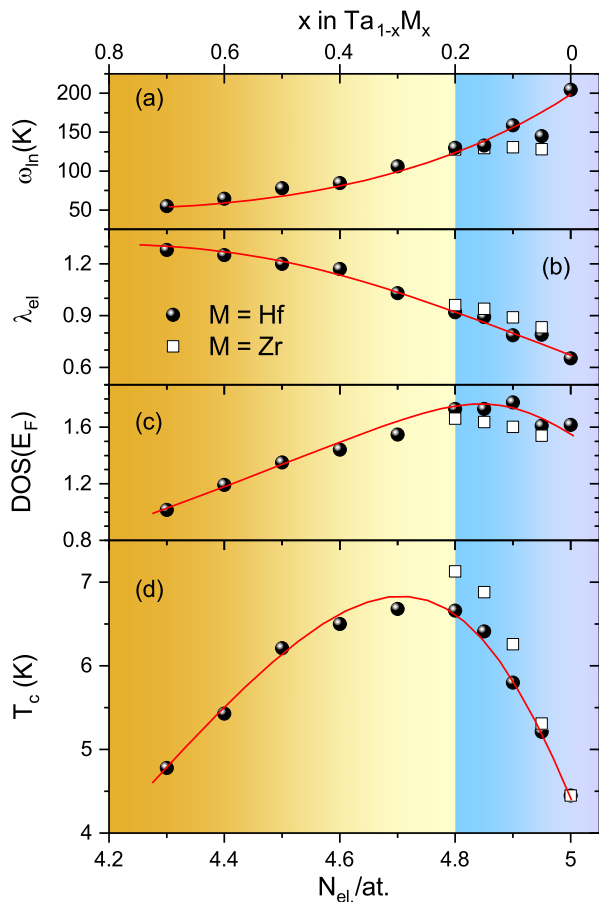 x in Ta1-xMx
0.8 0.6 0.4 0.2 0
200
150
100
50
ωln(K)
(a)
1.2
0.9
0.6
λel
(b)
M = Hf
M = Zr
1.6
1.2
0.8
DOS(EF)
(c)
7
6
5
4
Tc (K)
(d)
4.2 4.4 4.6 4.8 5
Nel./at.